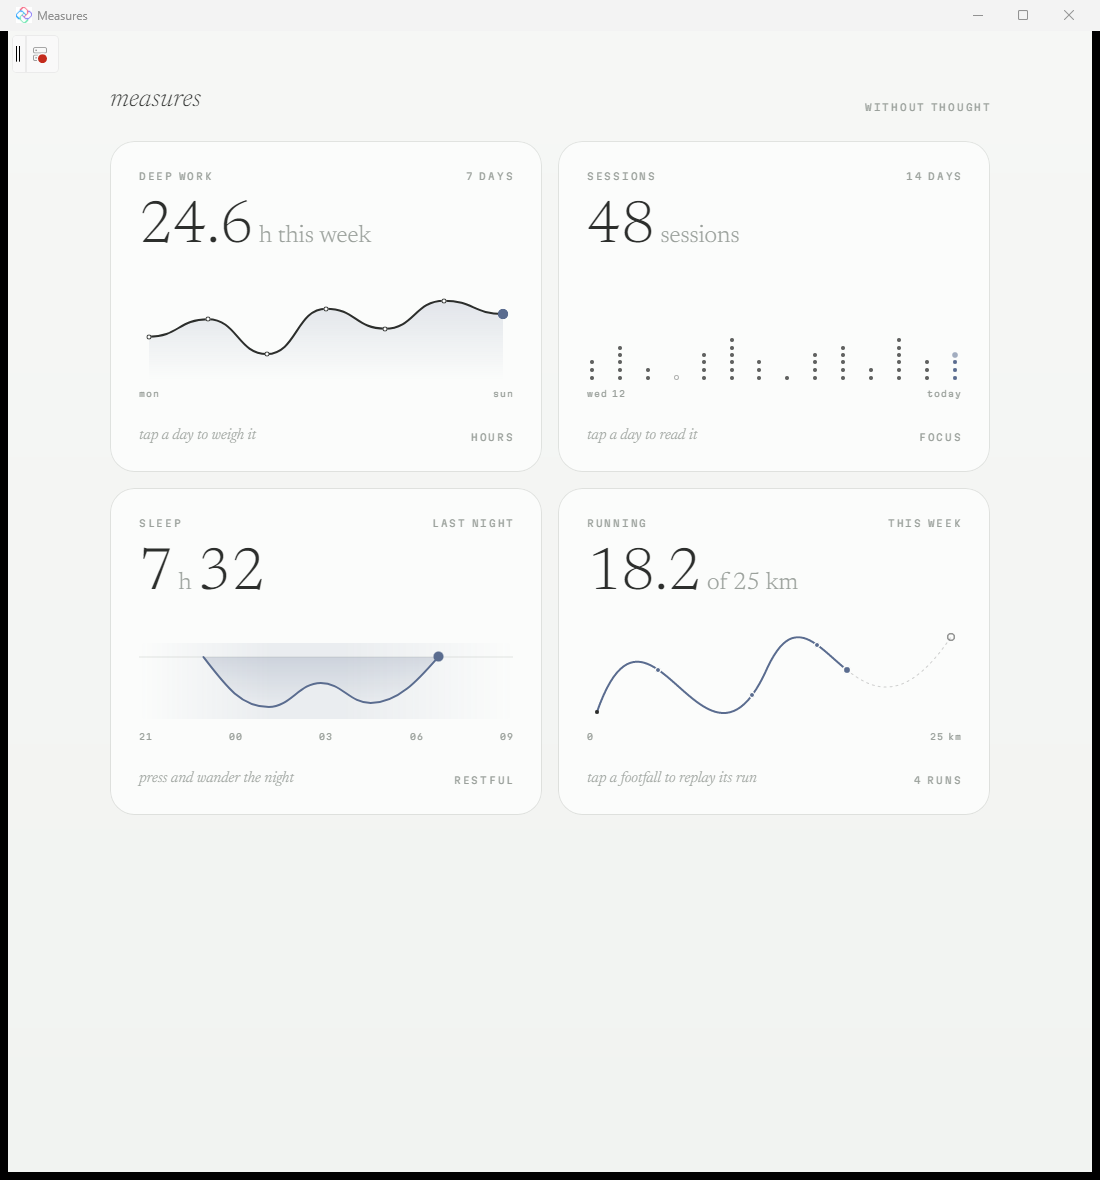 Measures
measures
WITHOUT THOUGHT
DEEP WORK
7 DAYS
24.6 h this week
mon
sun
tap a day to weigh it
HOURS
SESSIONS
14 DAYS
48 sessions
wed 12
today
tap a day to read it
FOCUS
SLEEP
LAST NIGHT
7 h 32
21 00 03 06 09
press and wander the night
RESTFUL
RUNNING
THIS WEEK
18.2 of 25 km
0
25 km
tap a footfall to replay its run
4 RUNS